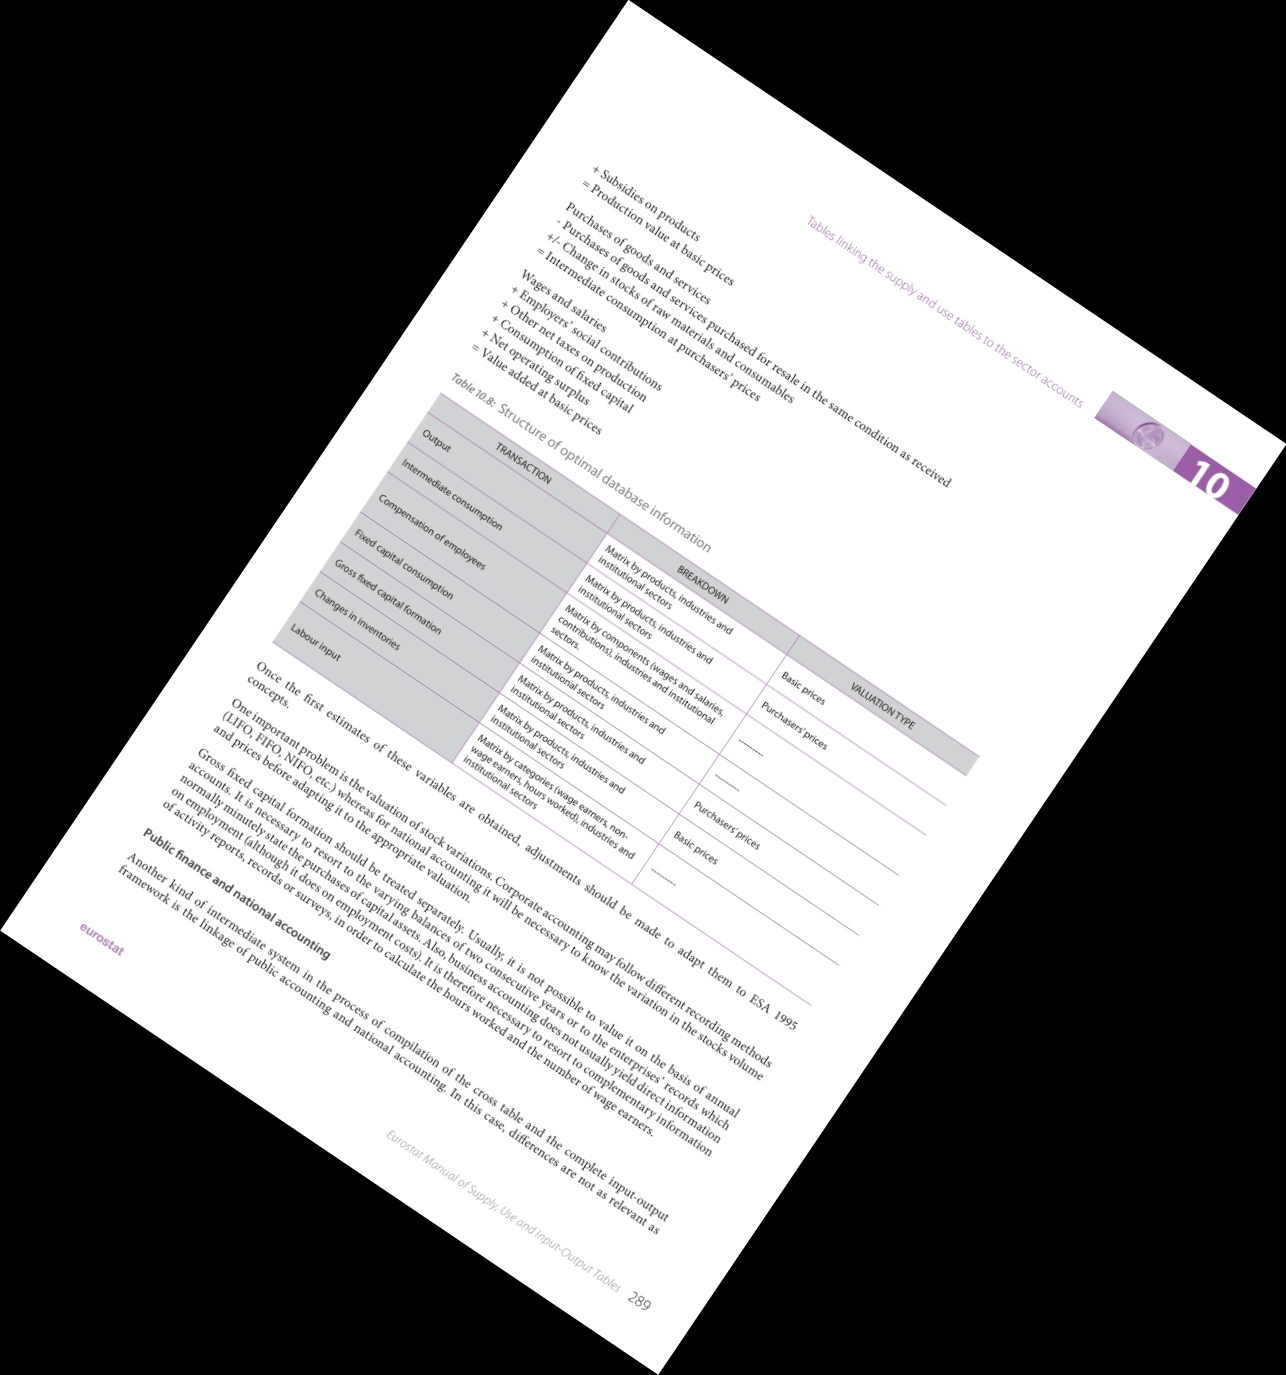 Tables linking the supply and use tables to the sector accounts
10
+ Subsidies on products
= Production value at basic prices
Purchases of goods and services
- Purchases of goods and services purchased for resale in the same condition as received
+/- Change in stocks of raw materials and consumables
= Intermediate consumption at purchasers’ prices
Wages and salaries
+ Employers’ social contributions
+ Other net taxes on production
+ Consumption of fixed capital
+ Net operating surplus
= Value added at basic prices
Table 10.8: Structure of optimal database information
TRANSACTION
BREAKDOWN
VALUATION TYPE
Output
Matrix by products, industries and
institutional sectors
Basic prices
Intermediate consumption
Matrix by products, industries and
institutional sectors
Purchasers’ prices
Compensation of employees
Matrix by components (wages and salaries,
contributions), industries and institutional
sectors.
----------
Fixed capital consumption
Matrix by products, industries and
institutional sectors
----------
Gross fixed capital formation
Matrix by products, industries and
institutional sectors
Purchasers’ prices
Changes in inventories
Matrix by products, industries and
institutional sectors
Basic prices
Labour input
Matrix by categories (wage earners, non-
wage earners, hours worked), industries and
institutional sectors
----------
Once the first estimates of these variables are obtained, adjustments should be made to adapt them to ESA 1995
concepts.
One important problem is the valuation of stock variations. Corporate accounting may follow different recording methods
(LIFO, FIFO, NIFO, etc.) whereas for national accounting it will be necessary to know the variation in the stocks volume
and prices before adapting it to the appropriate valuation.
Gross fixed capital formation should be treated separately. Usually, it is not possible to value it on the basis of annual
accounts. It is necessary to resort to the varying balances of two consecutive years or to the enterprises’ records which
normally minutely state the purchases of capital assets. Also, business accounting does not usually yield direct information
on employment (although it does on employment costs). It is therefore necessary to resort to complementary information
of activity reports, records or surveys, in order to calculate the hours worked and the number of wage earners.
Public finance and national accounting
Another kind of intermediate system in the process of compilation of the cross table and the complete input-output
framework is the linkage of public accounting and national accounting. In this case, differences are not as relevant as
eurostat
Eurostat Manual of Supply, Use and Input-Output Tables
289